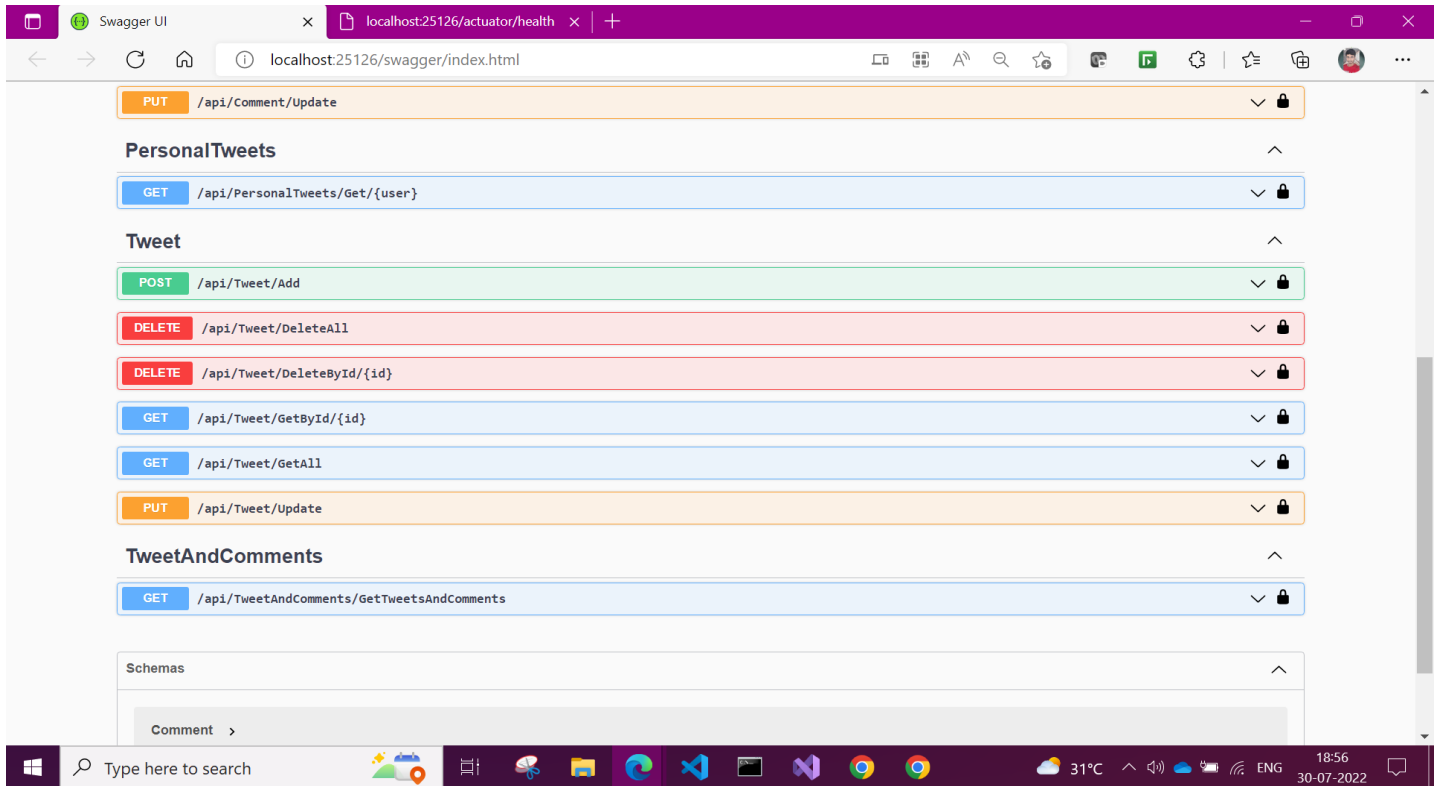 Swagger UI
localhost:25126/actuator/health
localhost:25126/swagger/index.html
PUT /api/Comment/Update
PersonalTweets
GET /api/PersonalTweets/Get/{user}
Tweet
POST /api/Tweet/Add
DELETE /api/Tweet/DeleteAll
DELETE /api/Tweet/DeleteById/{id}
GET /api/Tweet/GetById/{id}
GET /api/Tweet/GetAll
PUT /api/Tweet/Update
TweetAndComments
GET /api/TweetAndComments/GetTweetsAndComments
Schemas
Comment
Type here to search
31°C
ENG
18:56
30-07-2022